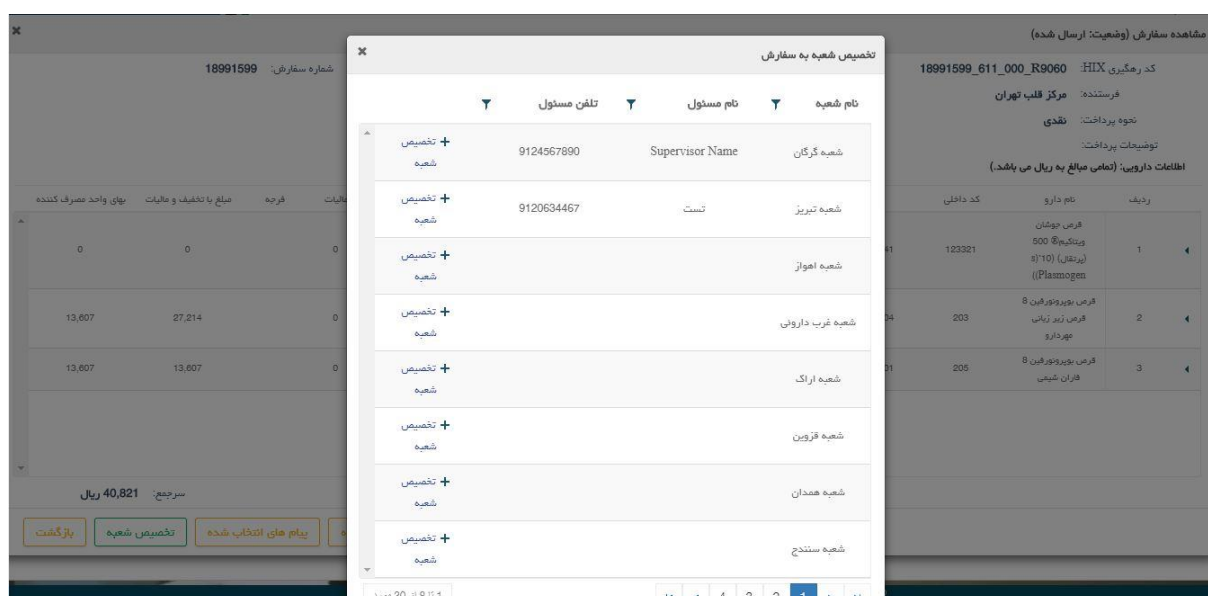 مشاهده سفارش (وضعیت: ارسال شده)
کد رهگیری HIX: 18991599_611_000_R9060
شماره سفارش: 18991599
فرستنده: مرکز قلب تهران
نحوه پرداخت: نقدی
توضیحات پرداخت:
اطلاعات دارویی: (تمامی مبالغ به ریال می باشد.)
ردیف نام دارو کد داخلی
فرجه مبلغ با تخفیف و مالیات بهای واحد مصرف کننده
1
قرص جوشان
ویتاگیم® 500
(پرتقال) (10
Plasmogen))
123321
0 0 0
2
قرص بوپرونورفین 8
قرص زیر زبانی
مهردارو
203
0 27,214 13,607
3
قرص بوپرونورفین 8
فاران شیمی
205
0 13,607 13,607
سرجمع: 40,821 ریال
پیام های انتخاب شده
تخصیص شعبه
بازگشت
تخصیص شعبه به سفارش
نام شعبه نام مسئول تلفن مسئول
شعبه گرگان Supervisor Name 9124567890 + تخصیص
شعبه
شعبه تبریز تست 9120634467 + تخصیص
شعبه
شعبه اهواز + تخصیص
شعبه
شعبه غرب داروئی + تخصیص
شعبه
شعبه اراک + تخصیص
شعبه
شعبه قزوین + تخصیص
شعبه
شعبه همدان + تخصیص
شعبه
شعبه سنندج + تخصیص
شعبه
1 2 3 4